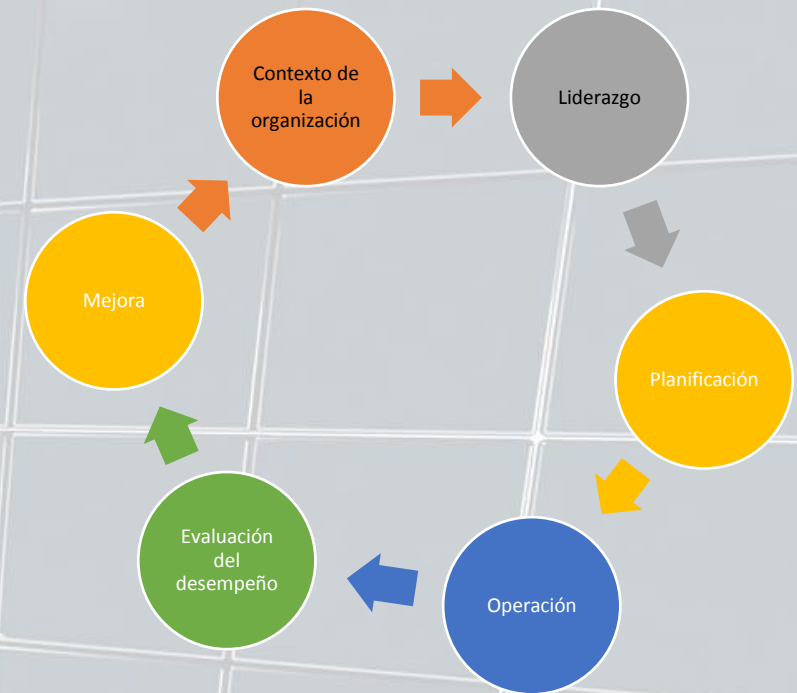 Contexto de
la
organización
Liderazgo
Planificación
Operación
Evaluación
del
desempeño
Mejora